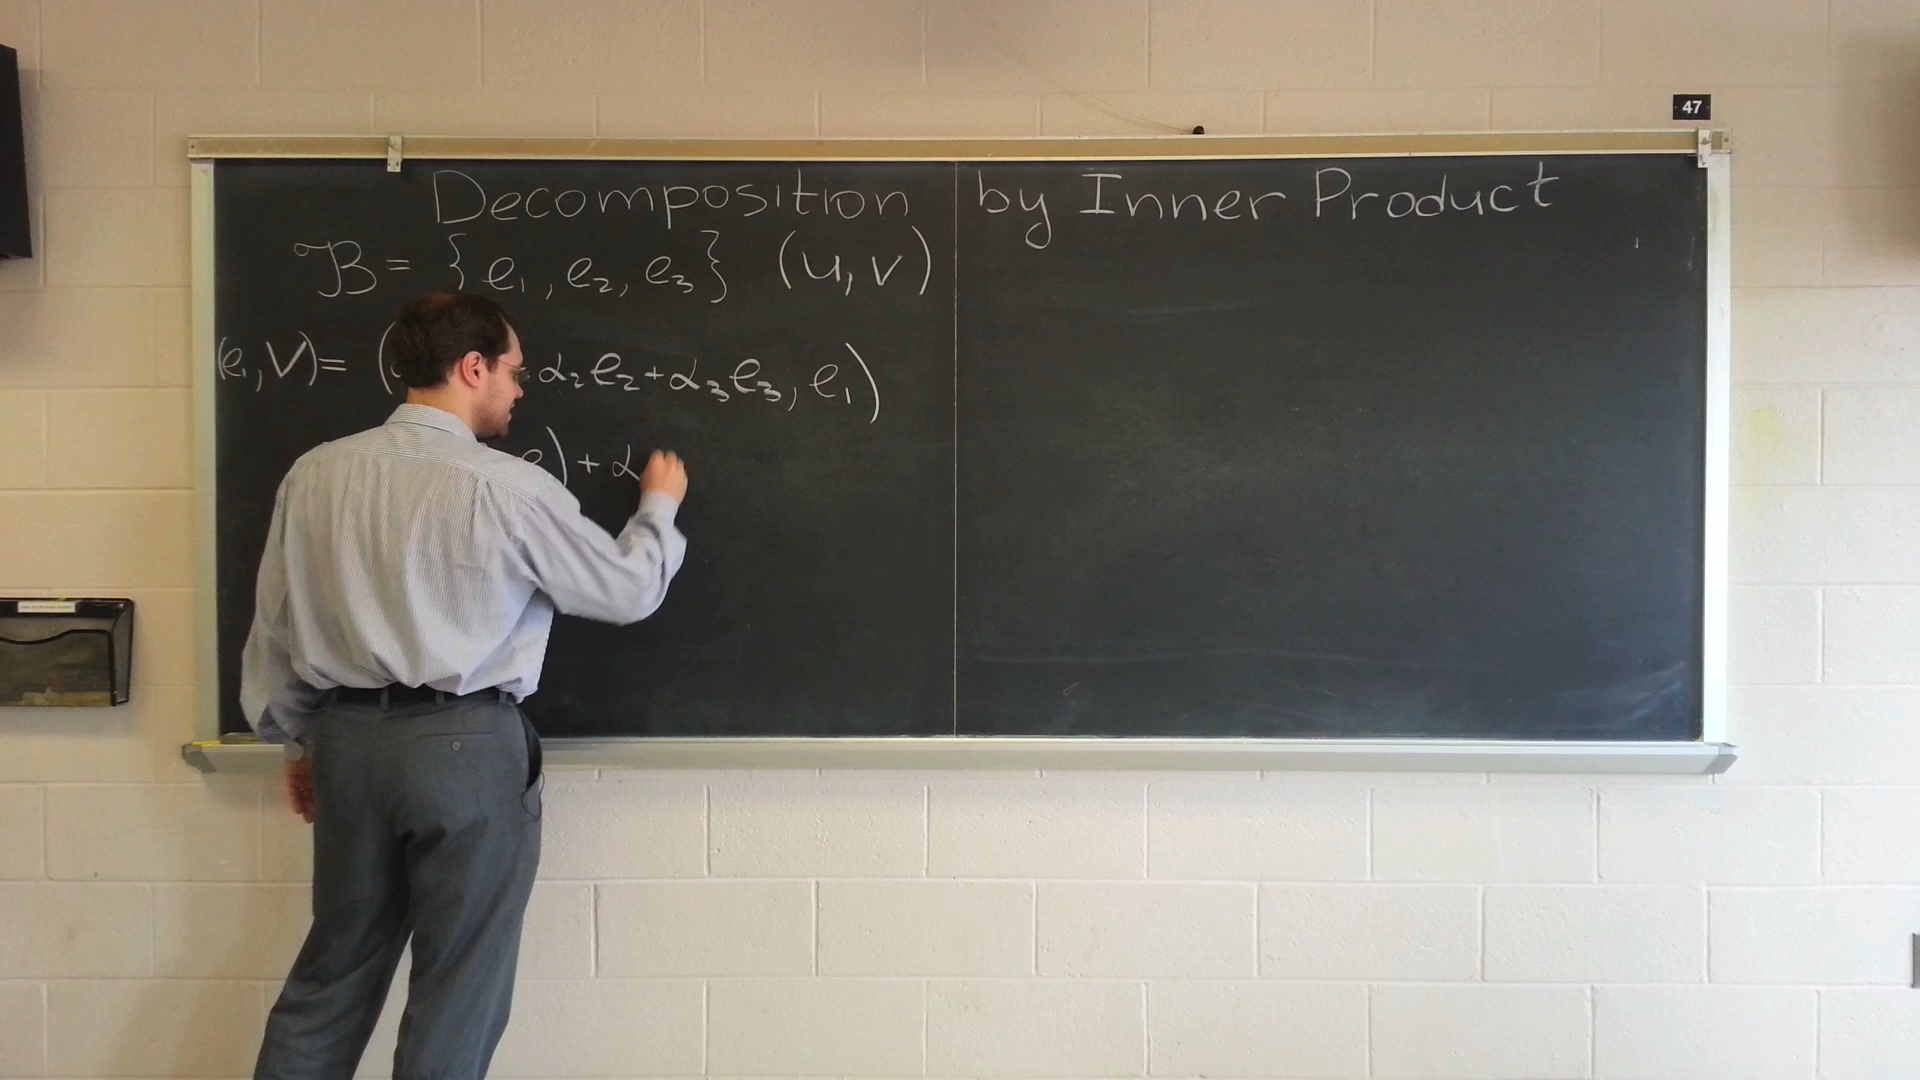 47
Decomposition by Inner Product
ℬ = {e₁, e₂, e₃} (u, v)
(e₁, V) = ( α₂e₂ + α₃e₃, e₁)
e) + α